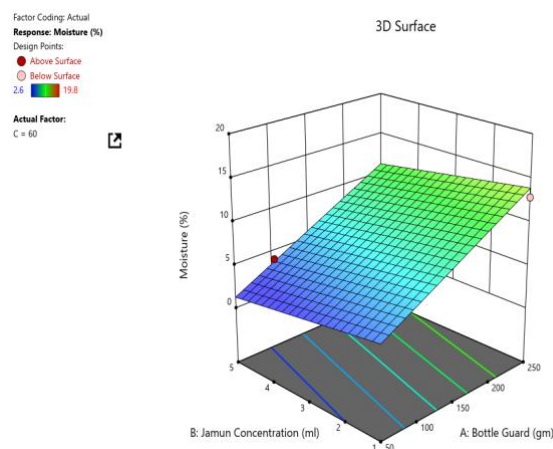 Factor Coding: Actual
Response: Moisture (%)
Design Points:
Above Surface
Below Surface
2.6 19.8
Actual Factor:
C = 60
3D Surface
20
15
10
5
0
Moisture (%)
5
4
3
2
1
B: Jamun Concentration (ml)
50
100
150
200
250
A: Bottle Guard (gm)